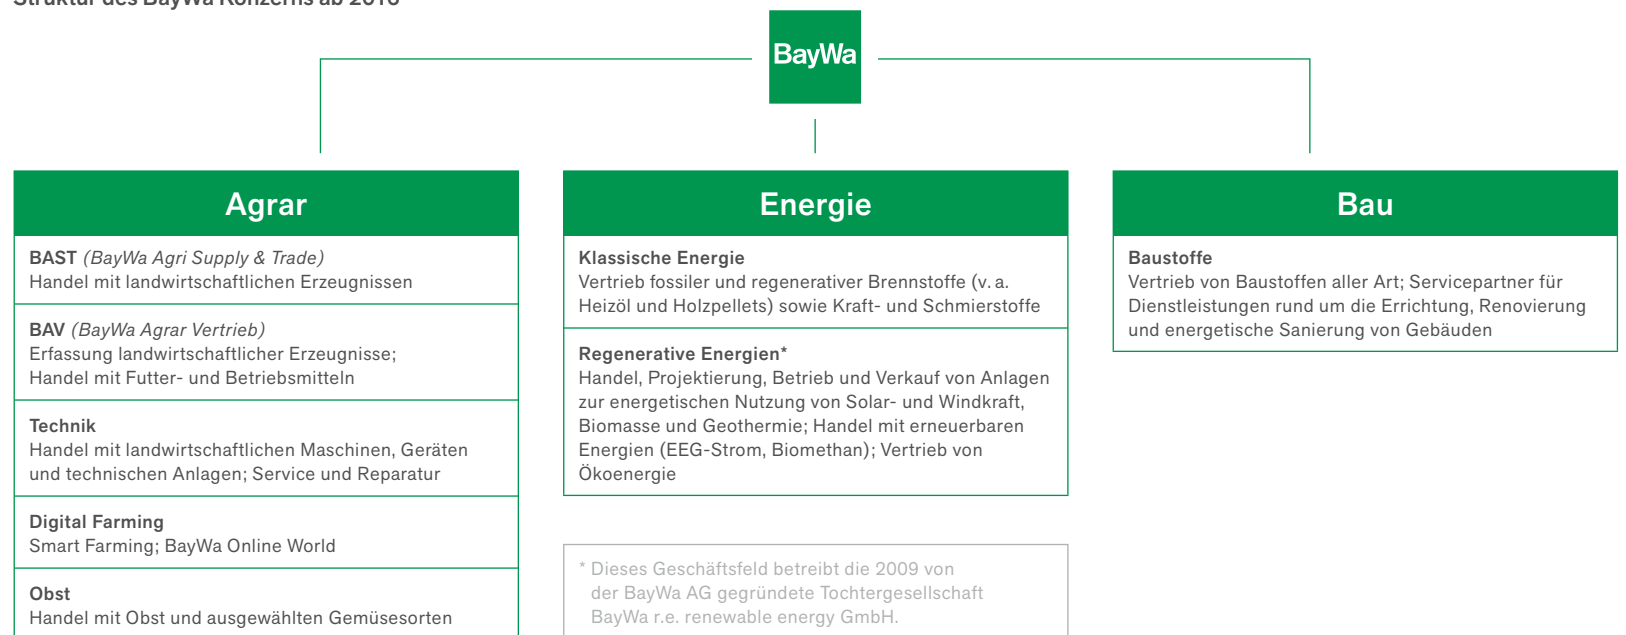 Struktur des BayWa Konzerns ab 2016
BayWa
Agrar
BAST (BayWa Agri Supply & Trade)
Handel mit landwirtschaftlichen Erzeugnissen
BAV (BayWa Agrar Vertrieb)
Erfassung landwirtschaftlicher Erzeugnisse;
Handel mit Futter- und Betriebsmitteln
Technik
Handel mit landwirtschaftlichen Maschinen, Geräten
und technischen Anlagen; Service und Reparatur
Digital Farming
Smart Farming; BayWa Online World
Obst
Handel mit Obst und ausgewählten Gemüsesorten
Energie
Klassische Energie
Vertrieb fossiler und regenerativer Brennstoffe (v. a.
Heizöl und Holzpellets) sowie Kraft- und Schmierstoffe
Regenerative Energien*
Handel, Projektierung, Betrieb und Verkauf von Anlagen
zur energetischen Nutzung von Solar- und Windkraft,
Biomasse und Geothermie; Handel mit erneuerbaren
Energien (EEG-Strom, Biomethan); Vertrieb von
Ökoenergie
* Dieses Geschäftsfeld betreibt die 2009 von
der BayWa AG gegründete Tochtergesellschaft
BayWa r.e. renewable energy GmbH.
Bau
Baustoffe
Vertrieb von Baustoffen aller Art; Servicepartner für
Dienstleistungen rund um die Errichtung, Renovierung
und energetische Sanierung von Gebäuden